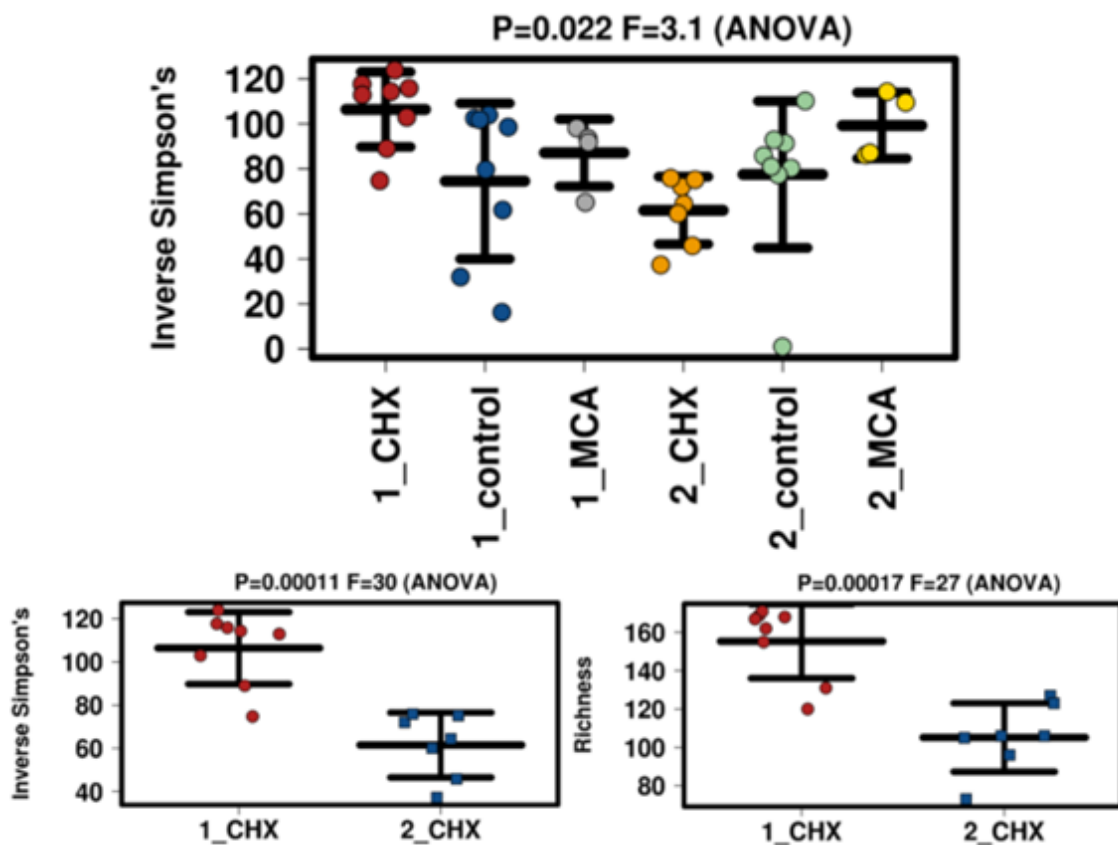 P=0.022 F=3.1 (ANOVA)
Inverse Simpson's
120
100
80
60
40
20
0
1_CHX
1_control
1_MCA
2_CHX
2_control
2_MCA
P=0.00011 F=30 (ANOVA)
Inverse Simpson's
120
100
80
60
40
1_CHX
2_CHX
P=0.00017 F=27 (ANOVA)
Richness
160
140
120
100
80
1_CHX
2_CHX